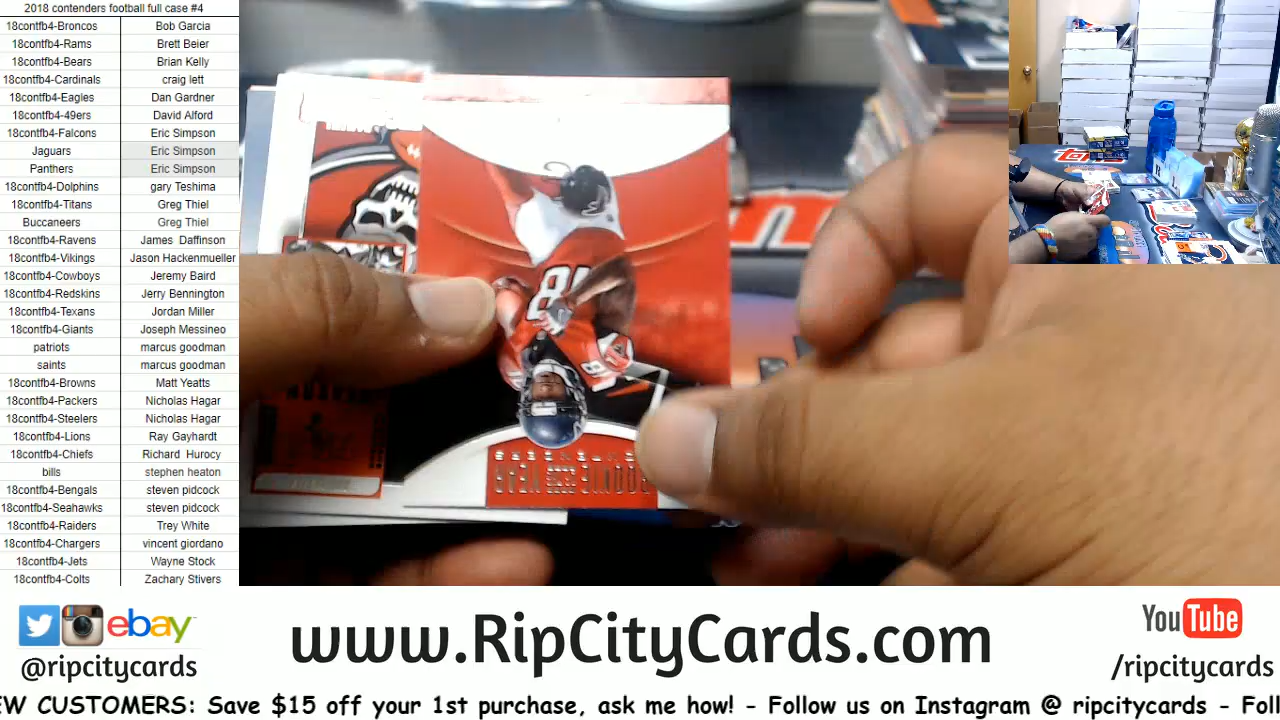 2018 contenders football full case #4
18contfb4-Broncos Bob Garcia
18contfb4-Rams Brett Beier
18contfb4-Bears Brian Kelly
18contfb4-Cardinals craig lett
18contfb4-Eagles Dan Gardner
18contfb4-49ers David Alford
18contfb4-Falcons Eric Simpson
Jaguars Eric Simpson
Panthers Eric Simpson
18contfb4-Dolphins gary Teshima
18contfb4-Titans Greg Thiel
Buccaneers Greg Thiel
18contfb4-Ravens James Daffinson
18contfb4-Vikings Jason Hackenmueller
18contfb4-Cowboys Jeremy Baird
18contfb4-Redskins Jerry Bennington
18contfb4-Texans Jordan Miller
18contfb4-Giants Joseph Messineo
patriots marcus goodman
saints marcus goodman
18contfb4-Browns Matt Yeatts
18contfb4-Packers Nicholas Hagar
18contfb4-Steelers Nicholas Hagar
18contfb4-Lions Ray Gayhardt
18contfb4-Chiefs Richard Hurocy
bills stephen heaton
18contfb4-Bengals steven pidcock
18contfb4-Seahawks steven pidcock
18contfb4-Raiders Trey White
18contfb4-Chargers vincent giordano
18contfb4-Jets Wayne Stock
18contfb4-Colts Zachary Stivers
ebay
@ripcitycards
www.RipCityCards.com
YouTube
/ripcitycards
EW CUSTOMERS: Save $15 off your 1st purchase, ask me how! - Follow us on Instagram @ ripcitycards - Foll